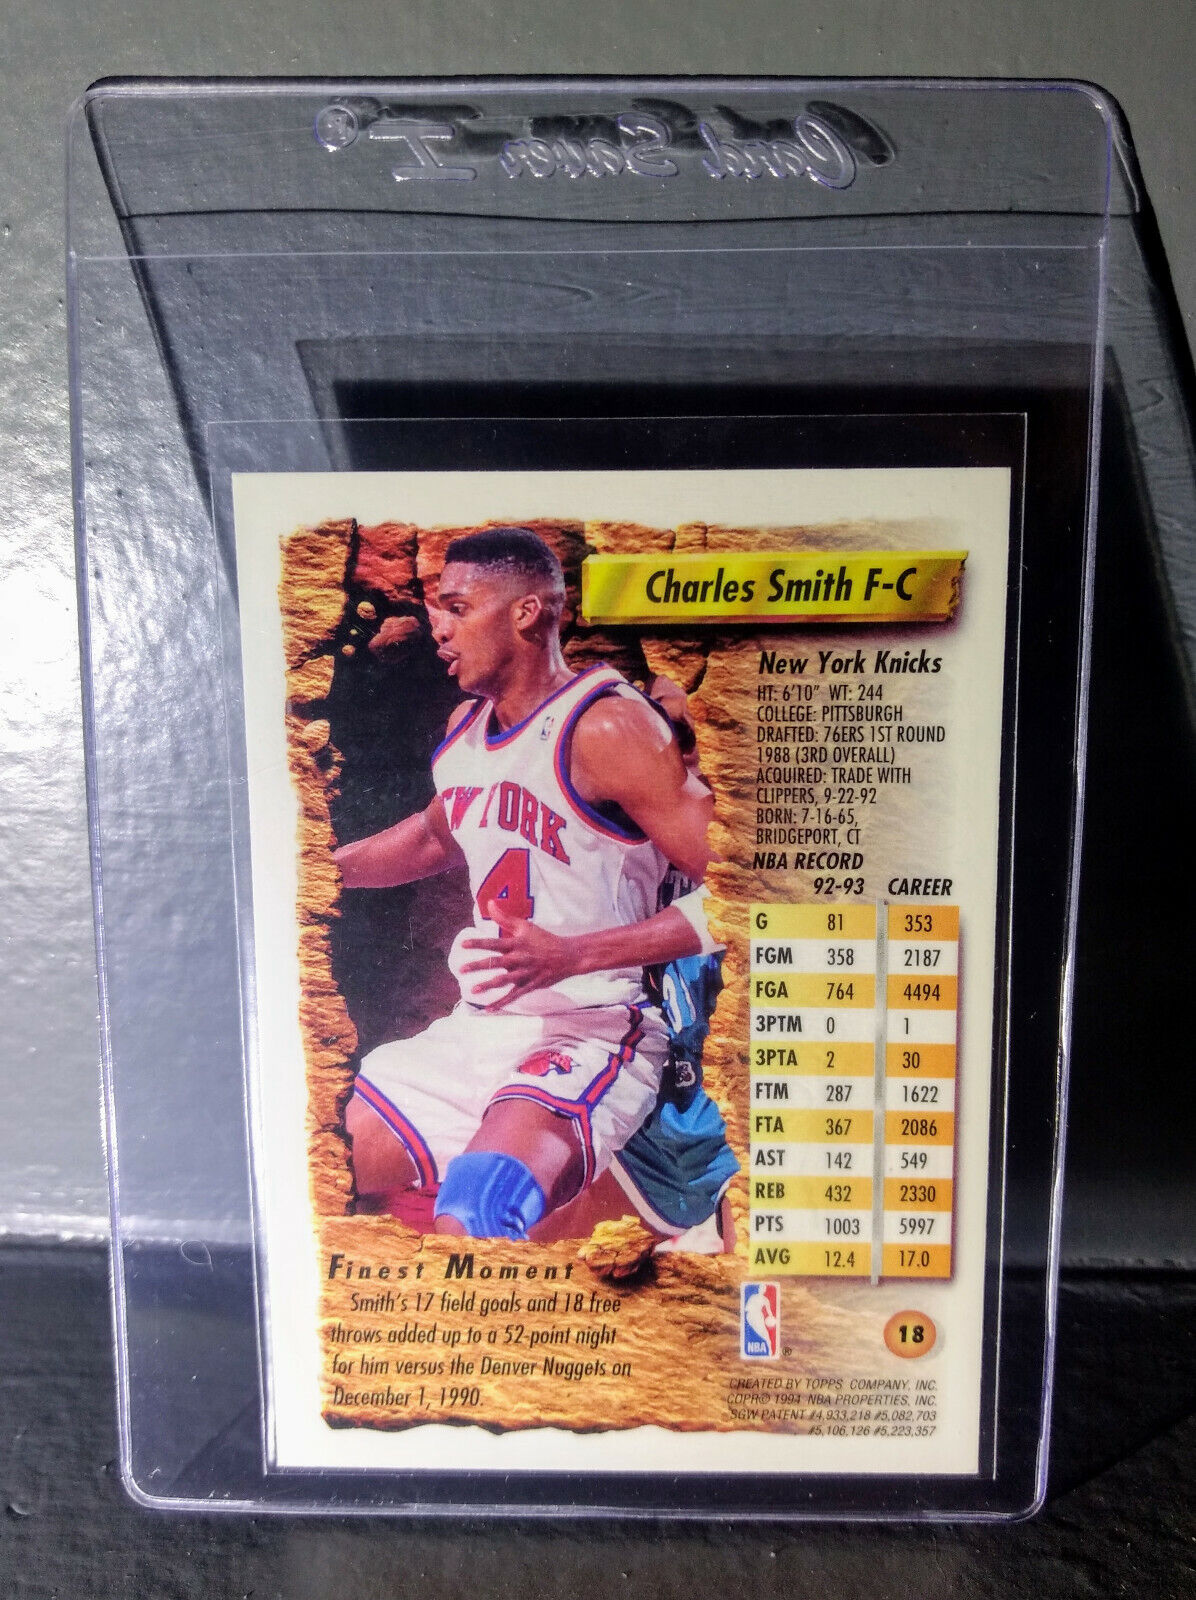 Card Saver I®
Charles Smith F-C
New York Knicks
HT: 6'10" WT: 244
COLLEGE: PITTSBURGH
DRAFTED: 76ERS 1ST ROUND
1988 (3RD OVERALL)
ACQUIRED: TRADE WITH
CLIPPERS, 9-22-92
BORN: 7-16-65,
BRIDGEPORT, CT
NBA RECORD
92-93 CAREER
G 81 353
FGM 358 2187
FGA 764 4494
3PTM 0 1
3PTA 2 30
FTM 287 1622
FTA 367 2086
AST 142 549
REB 432 2330
PTS 1003 5997
AVG 12.4 17.0
EW YORK
4
Finest Moment
Smith's 17 field goals and 18 free
throws added up to a 52-point night
for him versus the Denver Nuggets on
December 1, 1990.
NBA ®
18
CREATED BY TOPPS COMPANY, INC.
COPR© 1994 NBA PROPERTIES, INC.
SGW PATENT #4,933,218 #5,082,703
#5,106,126 #5,223,357